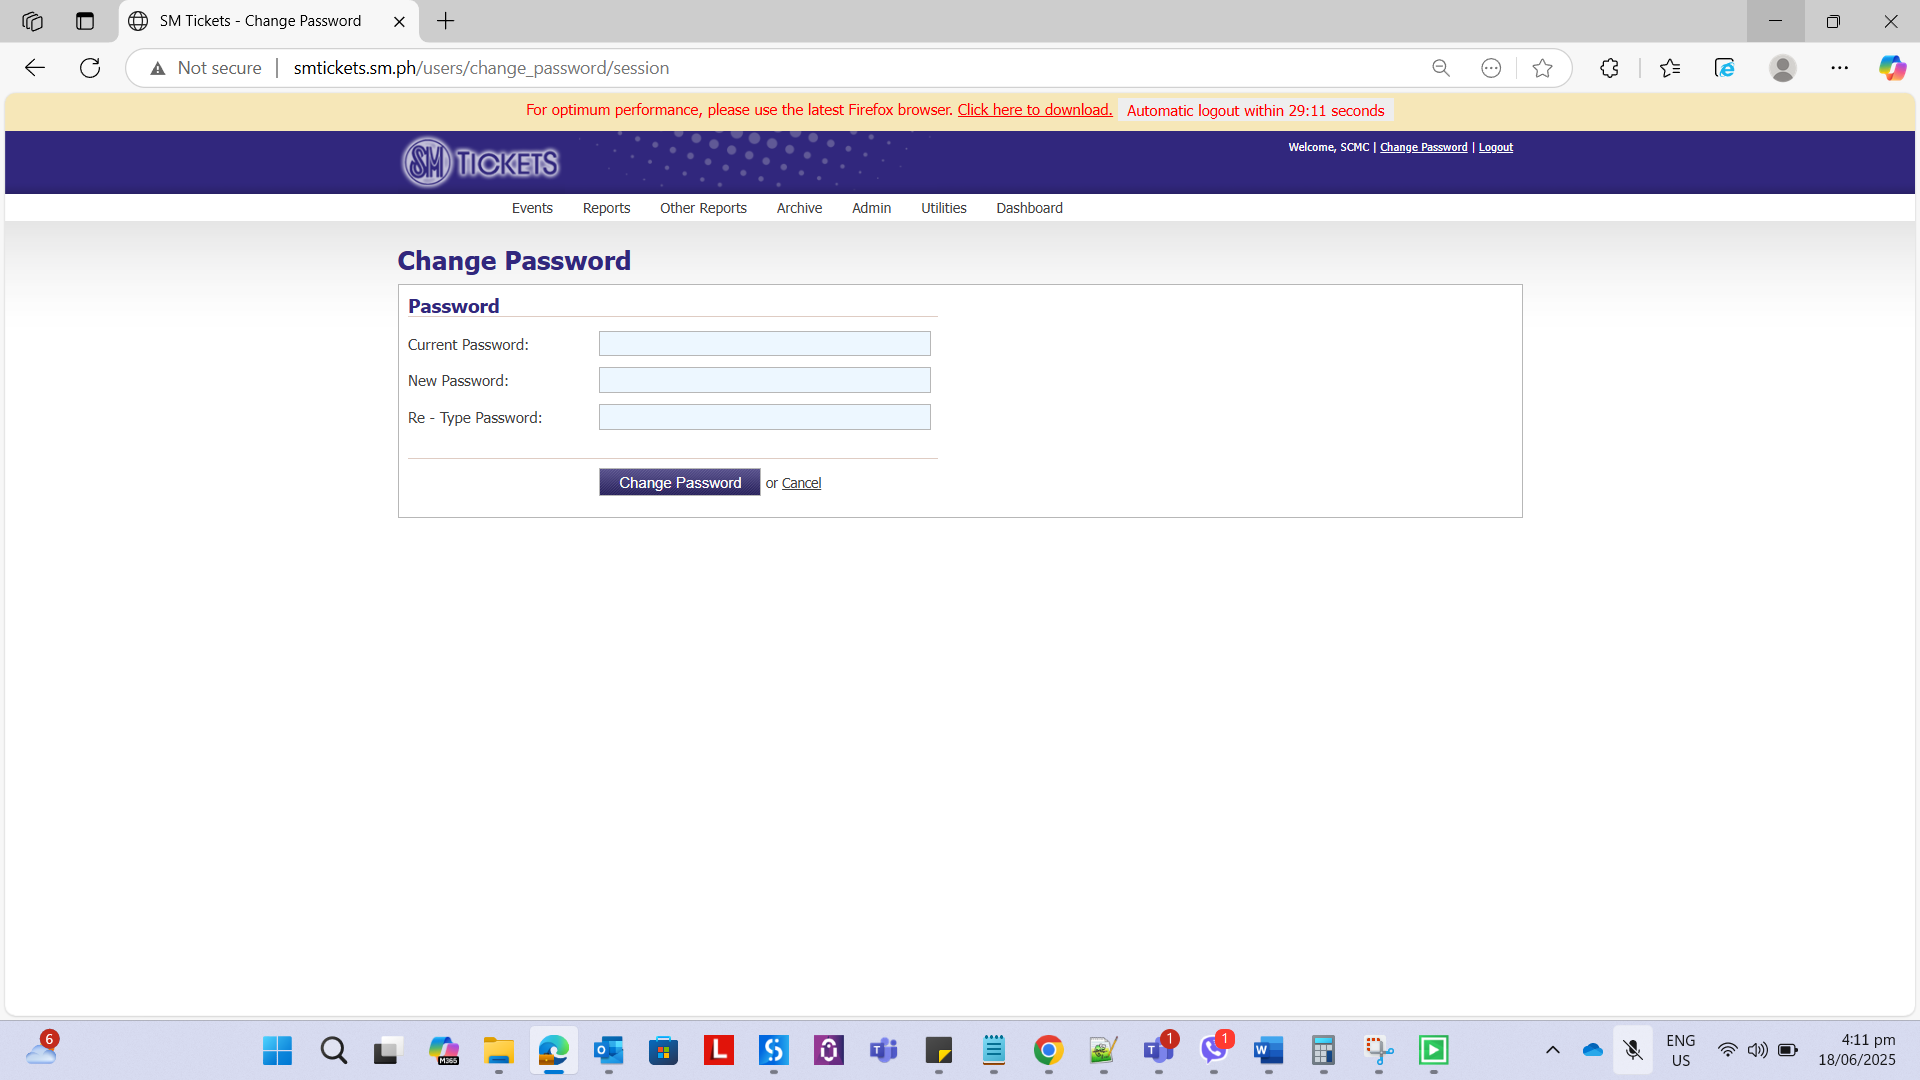 SM Tickets - Change Password
Not secure
smtickets.sm.ph/users/change_password/session
For optimum performance, please use the latest Firefox browser. Click here to download. Automatic logout within 29:11 seconds
SM TICKETS
Welcome, SCMC | Change Password | Logout
Events Reports Other Reports Archive Admin Utilities Dashboard
Change Password
Password
Current Password:
New Password:
Re - Type Password:
Change Password or Cancel
6
M365
L
1
1
W
ENG
US
4:11 pm
18/06/2025